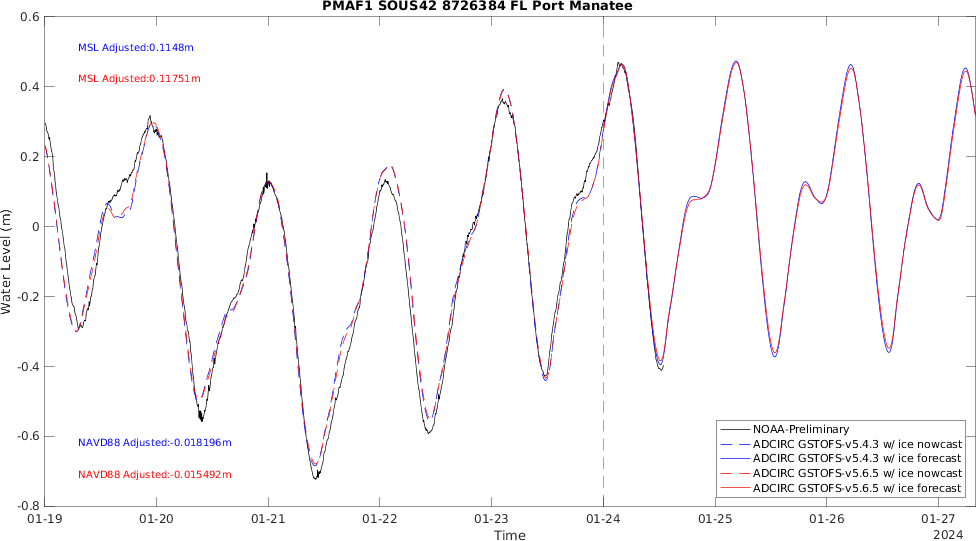 PMAF1 SOUS42 8726384 FL Port Manatee
0.6
MSL Adjusted:0.1148m
MSL Adjusted:0.11751m
0.4
0.2
0
-0.2
-0.4
-0.6
-0.8
Water Level (m)
NAVD88 Adjusted:-0.018196m
NAVD88 Adjusted:-0.015492m
NOAA-Preliminary
ADCIRC GSTOFS-v5.4.3 w/ ice nowcast
ADCIRC GSTOFS-v5.4.3 w/ ice forecast
ADCIRC GSTOFS-v5.6.5 w/ ice nowcast
ADCIRC GSTOFS-v5.6.5 w/ ice forecast
01-19 01-20 01-21 01-22 01-23 01-24 01-25 01-26 01-27
Time
2024